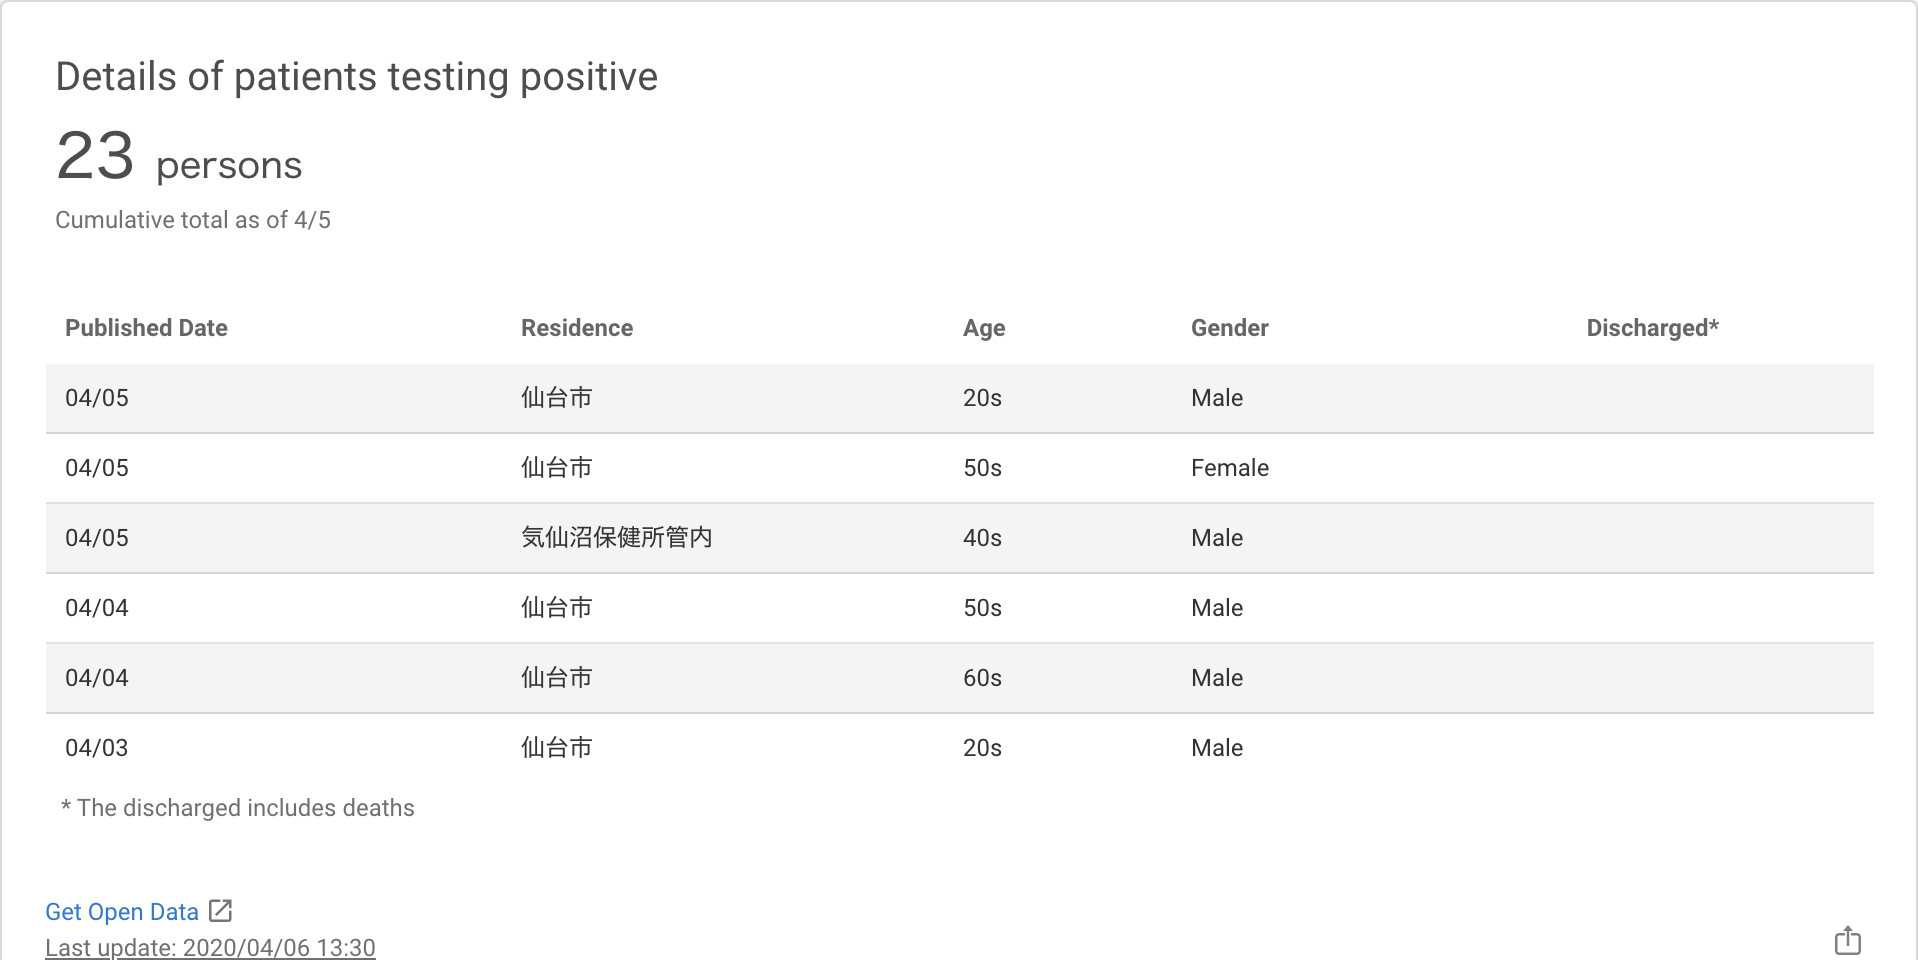 Details of patients testing positive
23 persons
Cumulative total as of 4/5
Published Date Residence Age Gender Discharged*
04/05 仙台市 20s Male
04/05 仙台市 50s Female
04/05 気仙沼保健所管内 40s Male
04/04 仙台市 50s Male
04/04 仙台市 60s Male
04/03 仙台市 20s Male
* The discharged includes deaths
Get Open Data
Last update: 2020/04/06 13:30